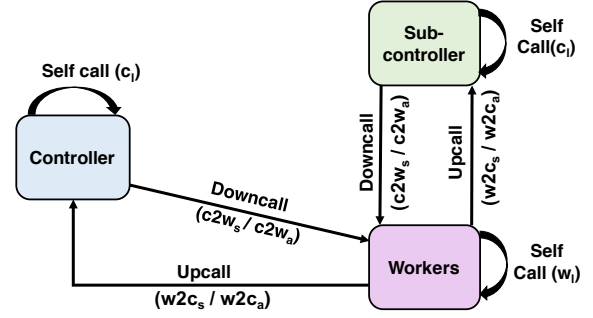 Sub-
controller
Self
Call(c_l)
Self call (c_l)
Controller
Downcall
(c2w_s / c2w_a)
Upcall
(w2c_s / w2c_a)
Downcall
(c2w_s / c2w_a)
Workers
Self
Call (w_l)
Upcall
(w2c_s / w2c_a)